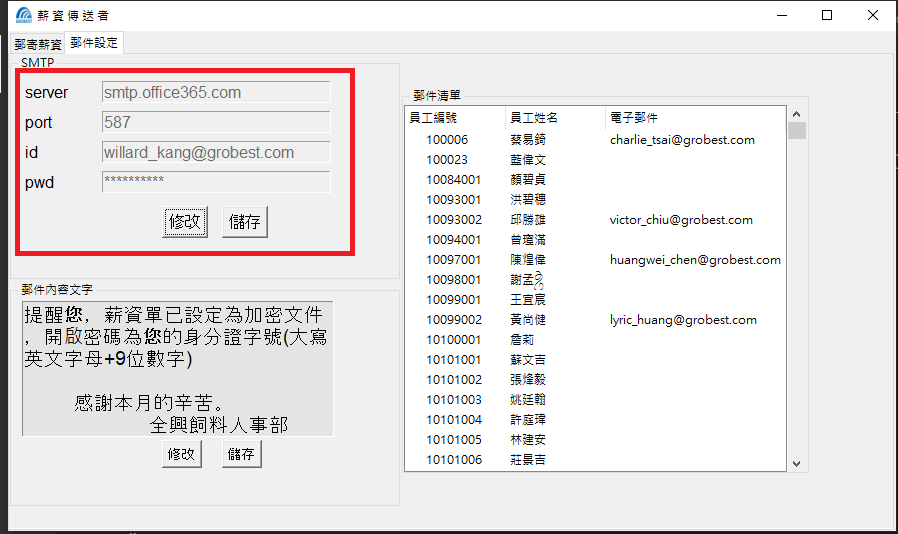 薪資傳送者
郵寄薪資 郵件設定
SMTP
server smtp.office365.com
port 587
id willard_kang@grobest.com
pwd **********
修改 儲存
郵件內容文字
提醒您，薪資單已設定為加密文件
，開啟密碼為您的身分證字號(大寫
英文字母+9位數字)
感謝本月的辛苦。
全興飼料人事部
修改 儲存
郵件清單
員工編號 員工姓名 電子郵件
100006 蔡易錡 charlie_tsai@grobest.com
100023 藍偉文
10084001 顏碧貞
10093001 洪碧穗
10093002 邱勝雄 victor_chiu@grobest.com
10094001 曾瓊滿
10097001 陳煌偉 huangwei_chen@grobest.com
10098001 謝孟
10099001 王宜宸
10099002 黃尚健 lyric_huang@grobest.com
10100001 詹莉
10101001 蘇文吉
10101002 張烽毅
10101003 姚廷翰
10101004 許庭瑋
10101005 林建安
10101006 莊景吉